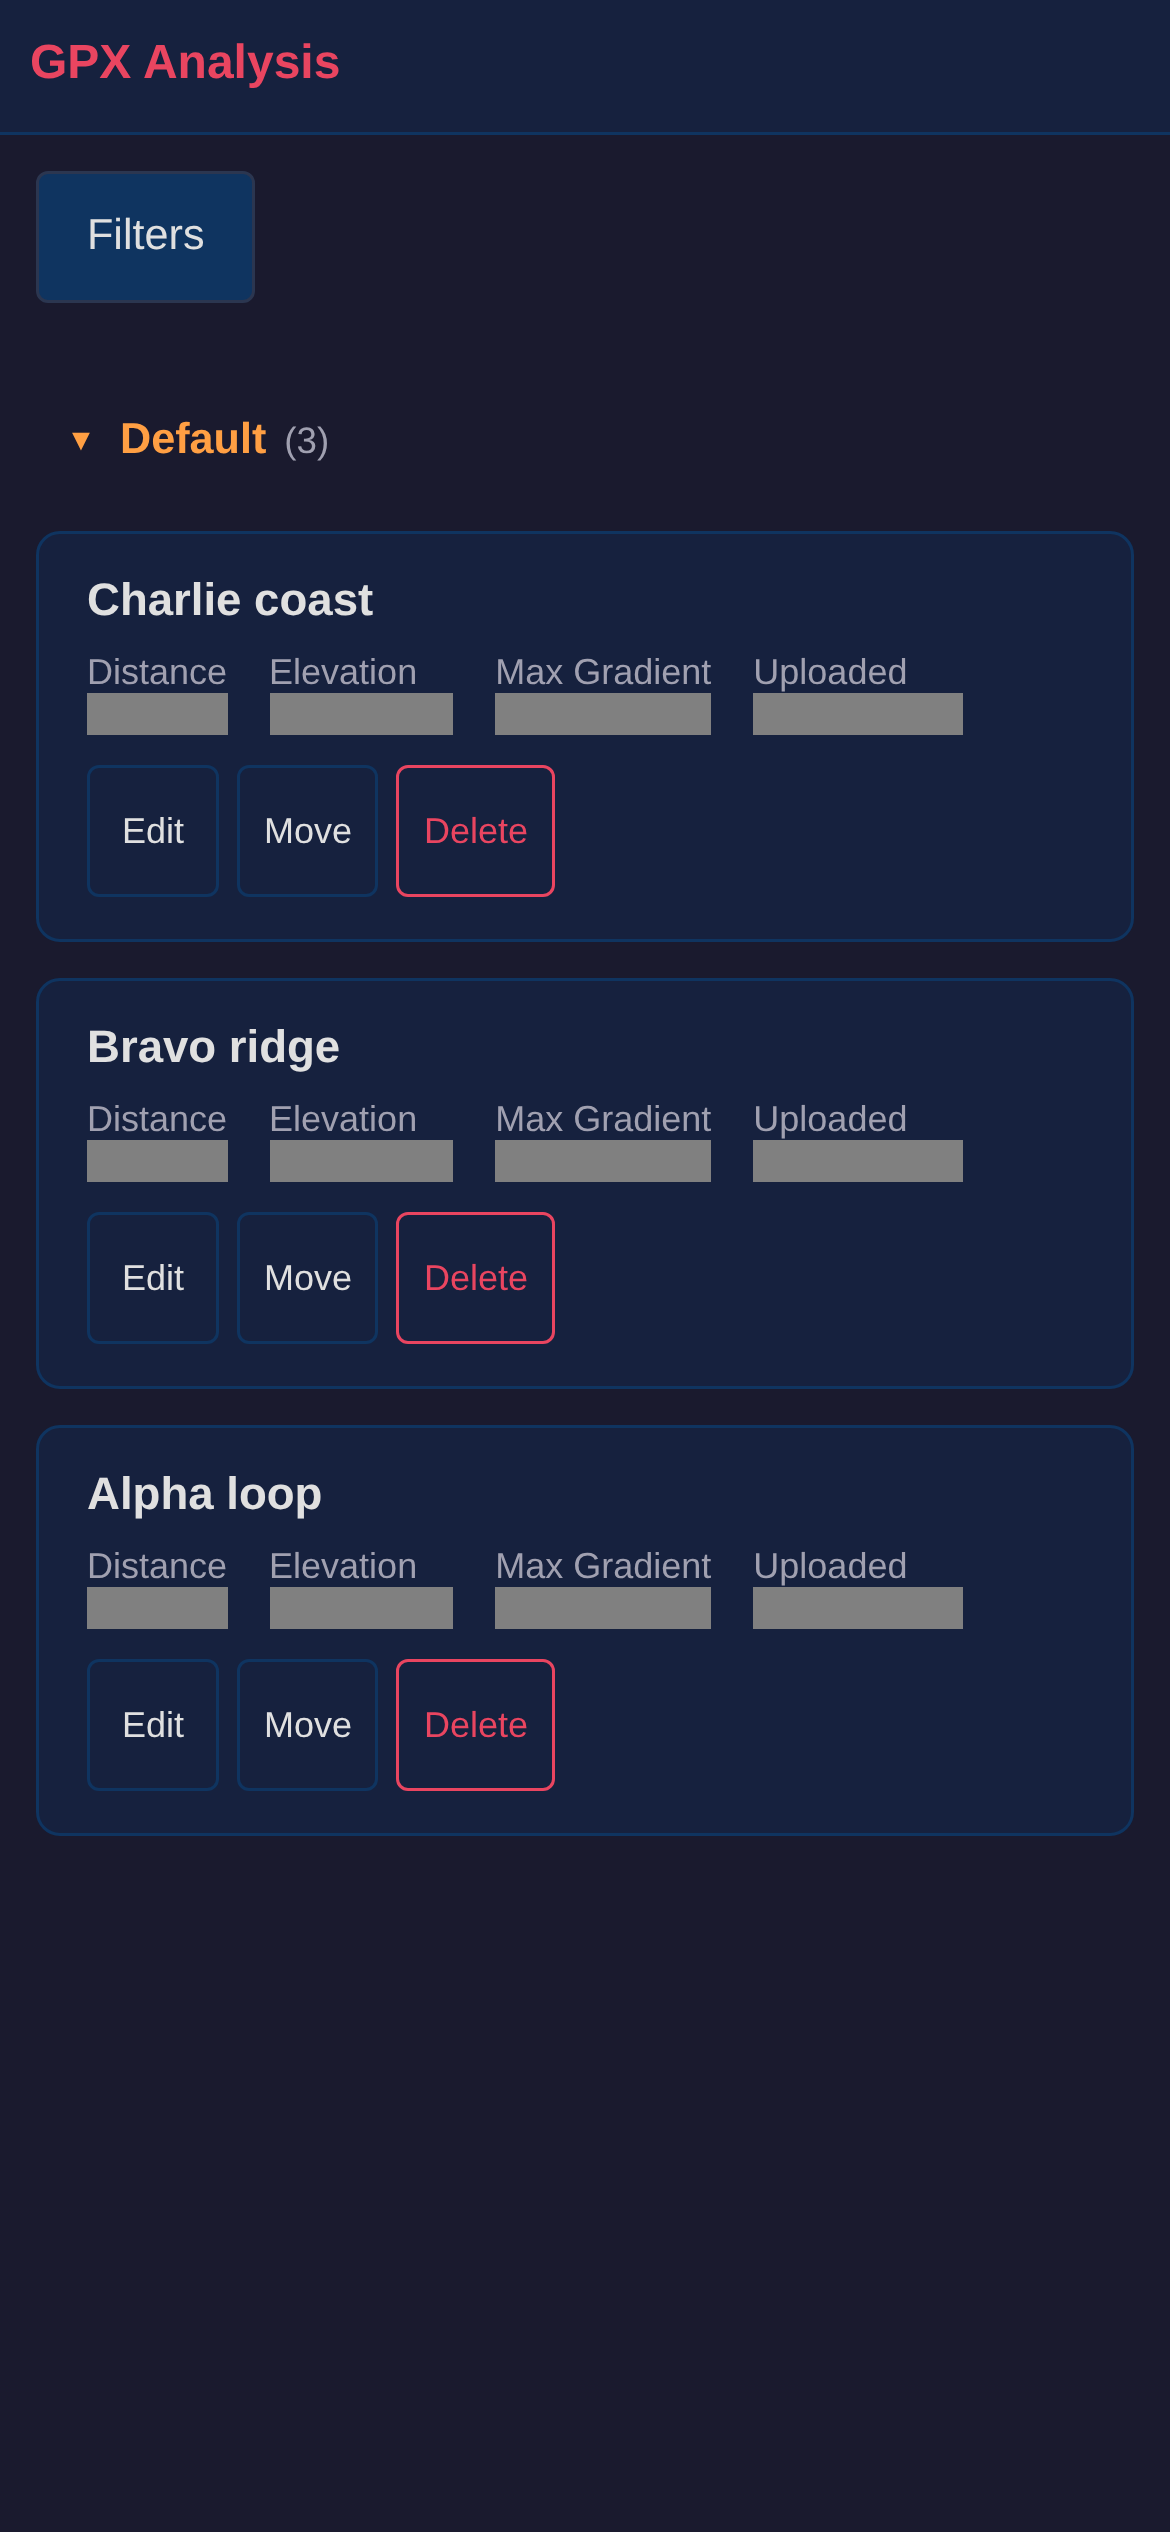 GPX Analysis
Filters
▼ Default (3)
Charlie coast
Distance Elevation Max Gradient Uploaded
Edit Move Delete
Bravo ridge
Distance Elevation Max Gradient Uploaded
Edit Move Delete
Alpha loop
Distance Elevation Max Gradient Uploaded
Edit Move Delete